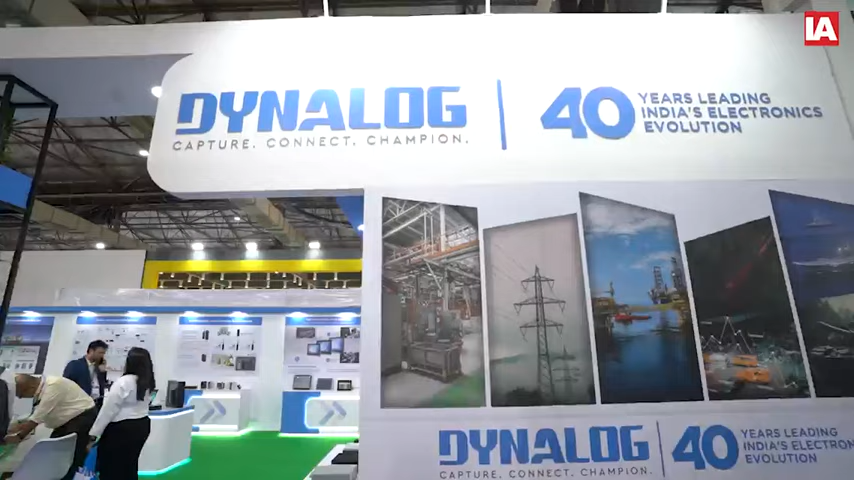 IA
DYNALOG
CAPTURE. CONNECT. CHAMPION.
40
YEARS LEADING
INDIA'S ELECTRONICS
EVOLUTION
DYNALOG
CAPTURE. CONNECT. CHAMPION.
40
YEARS LEADING
INDIA'S ELECTRONICS
EVOLUTION